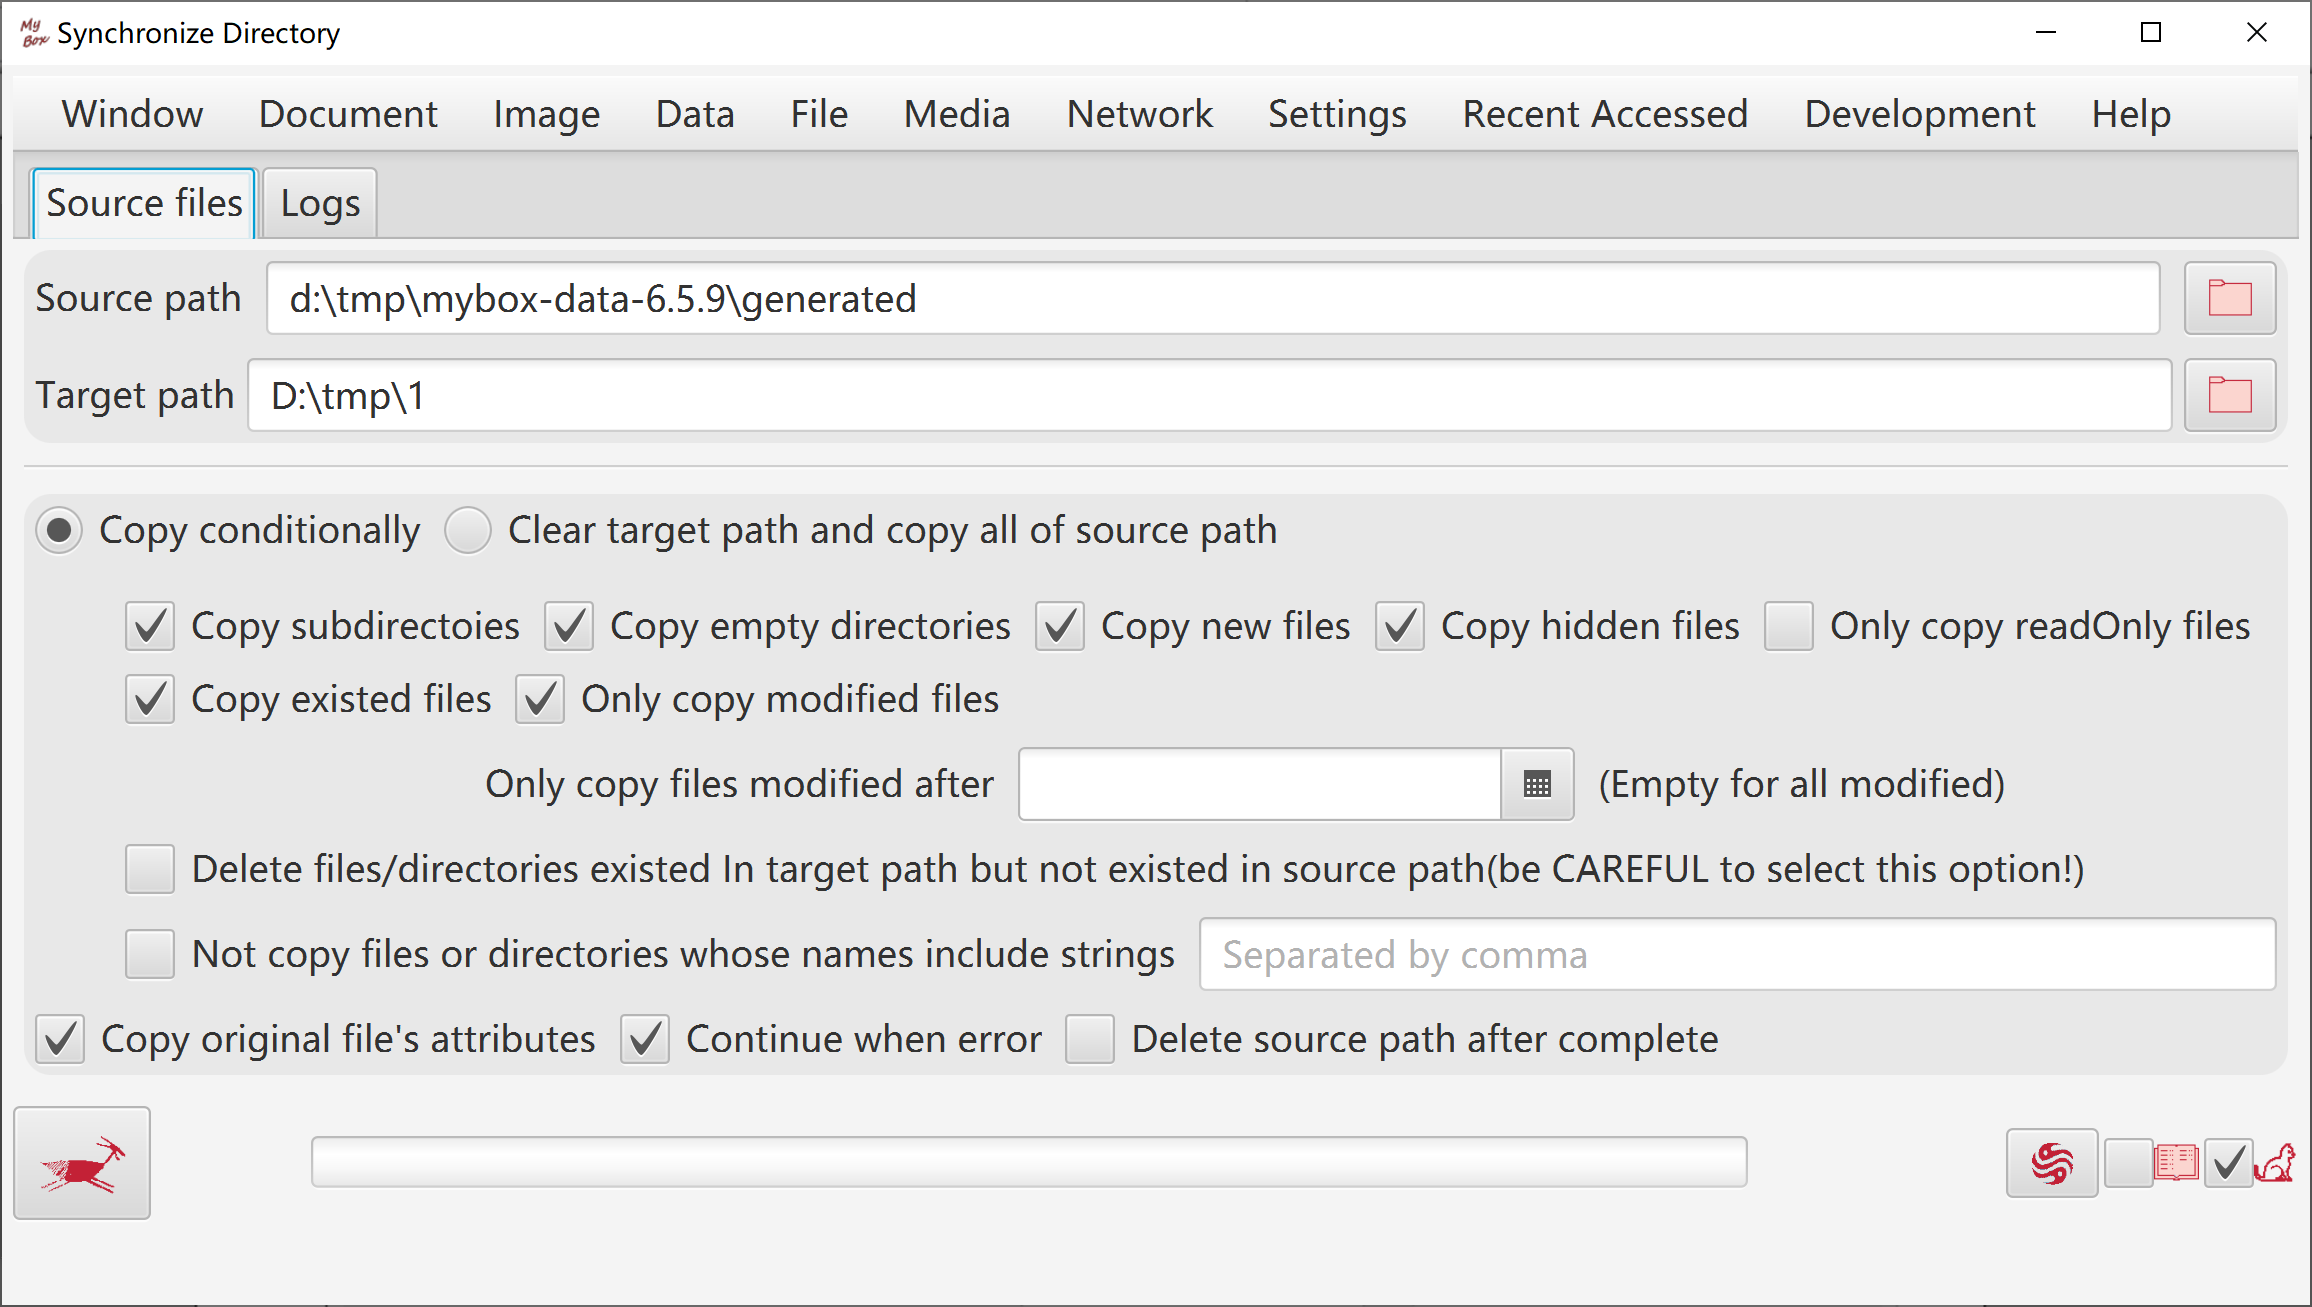 My Box Synchronize Directory
Window Document Image Data File Media Network Settings Recent Accessed Development Help
Source files Logs
Source path d:\tmp\mybox-data-6.5.9\generated
Target path D:\tmp\1
Copy conditionally Clear target path and copy all of source path
Copy subdirectoies Copy empty directories Copy new files Copy hidden files Only copy readOnly files
Copy existed files Only copy modified files
Only copy files modified after (Empty for all modified)
Delete files/directories existed In target path but not existed in source path(be CAREFUL to select this option!)
Not copy files or directories whose names include strings Separated by comma
Copy original file's attributes Continue when error Delete source path after complete